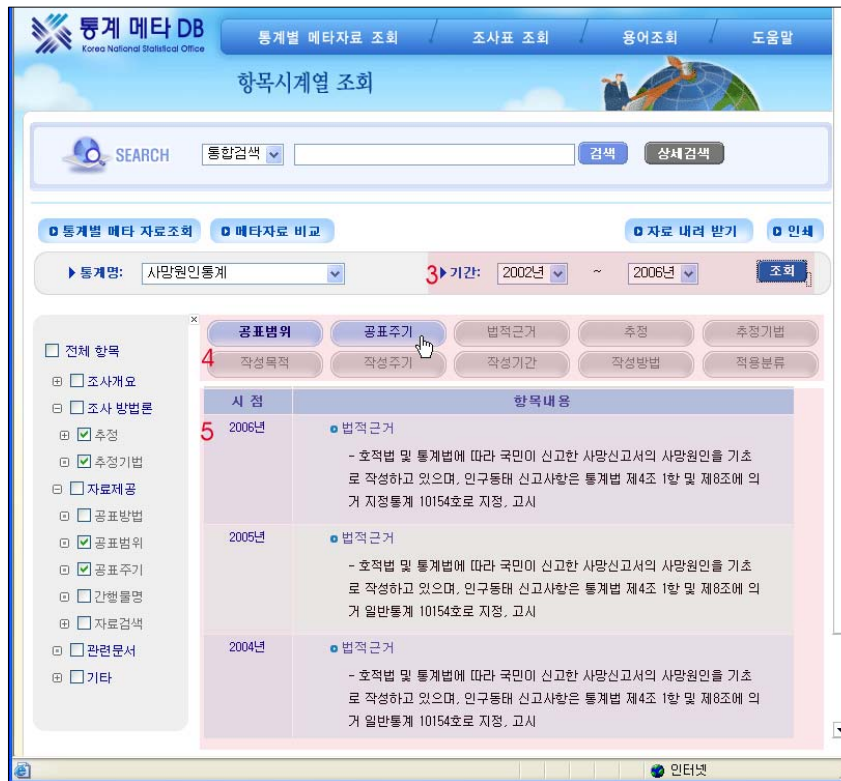 통계 메타 DB
Korea National Statistical Office
통계별 메타자료 조회 조사표 조회 용어조회 도움말
항목시계열 조회
SEARCH 통합검색 검색 상세검색
통계별 메타 자료조회 메타자료 비교 자료 내려 받기 인쇄
통계명: 사망원인통계 3 기간: 2002년 ~ 2006년 조회
x
공표범위 공표주기 법적근거 추정 추정기법
4 작성목적 작성주기 작성기간 작성방법 적용분류
전체 항목
조사개요
조사 방법론
추정
추정기법
자료제공
공표방법
공표범위
공표주기
간행물명
자료검색
관련문서
기타
시 점 항목내용
5 2006년 법적근거
- 호적법 및 통계법에 따라 국민이 신고한 사망신고서의 사망원인을 기초
로 작성하고 있으며, 인구동태 신고사항은 통계법 제4조 1항 및 제8조에 의
거 지정통계 10154호로 지정, 고시
2005년 법적근거
- 호적법 및 통계법에 따라 국민이 신고한 사망신고서의 사망원인을 기초
로 작성하고 있으며, 인구동태 신고사항은 통계법 제4조 1항 및 제8조에 의
거 일반통계 10154호로 지정, 고시
2004년 법적근거
- 호적법 및 통계법에 따라 국민이 신고한 사망신고서의 사망원인을 기초
로 작성하고 있으며, 인구동태 신고사항은 통계법 제4조 1항 및 제8조에 의
거 일반통계 10154호로 지정, 고시
인터넷